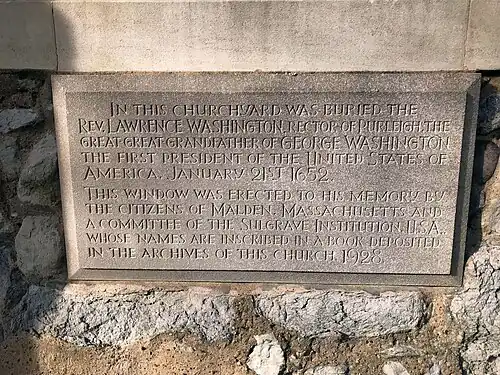 IN THIS CHURCHYARD WAS BURIED THE
REV. LAWRENCE WASHINGTON, RECTOR OF PURLEIGH, THE
GREAT GREAT GRANDFATHER OF GEORGE WASHINGTON
THE FIRST PRESIDENT OF THE UNITED STATES OF
AMERICA. JANUARY 21ST 1652.
THIS WINDOW WAS ERECTED TO HIS MEMORY BY
THE CITIZENS OF MALDEN, MASSACHUSETTS AND
A COMMITTEE OF THE SULGRAVE INSTITUTION, U.S.A.,
WHOSE NAMES ARE INSCRIBED IN A BOOK DEPOSITED
IN THE ARCHIVES OF THIS CHURCH, 1928.